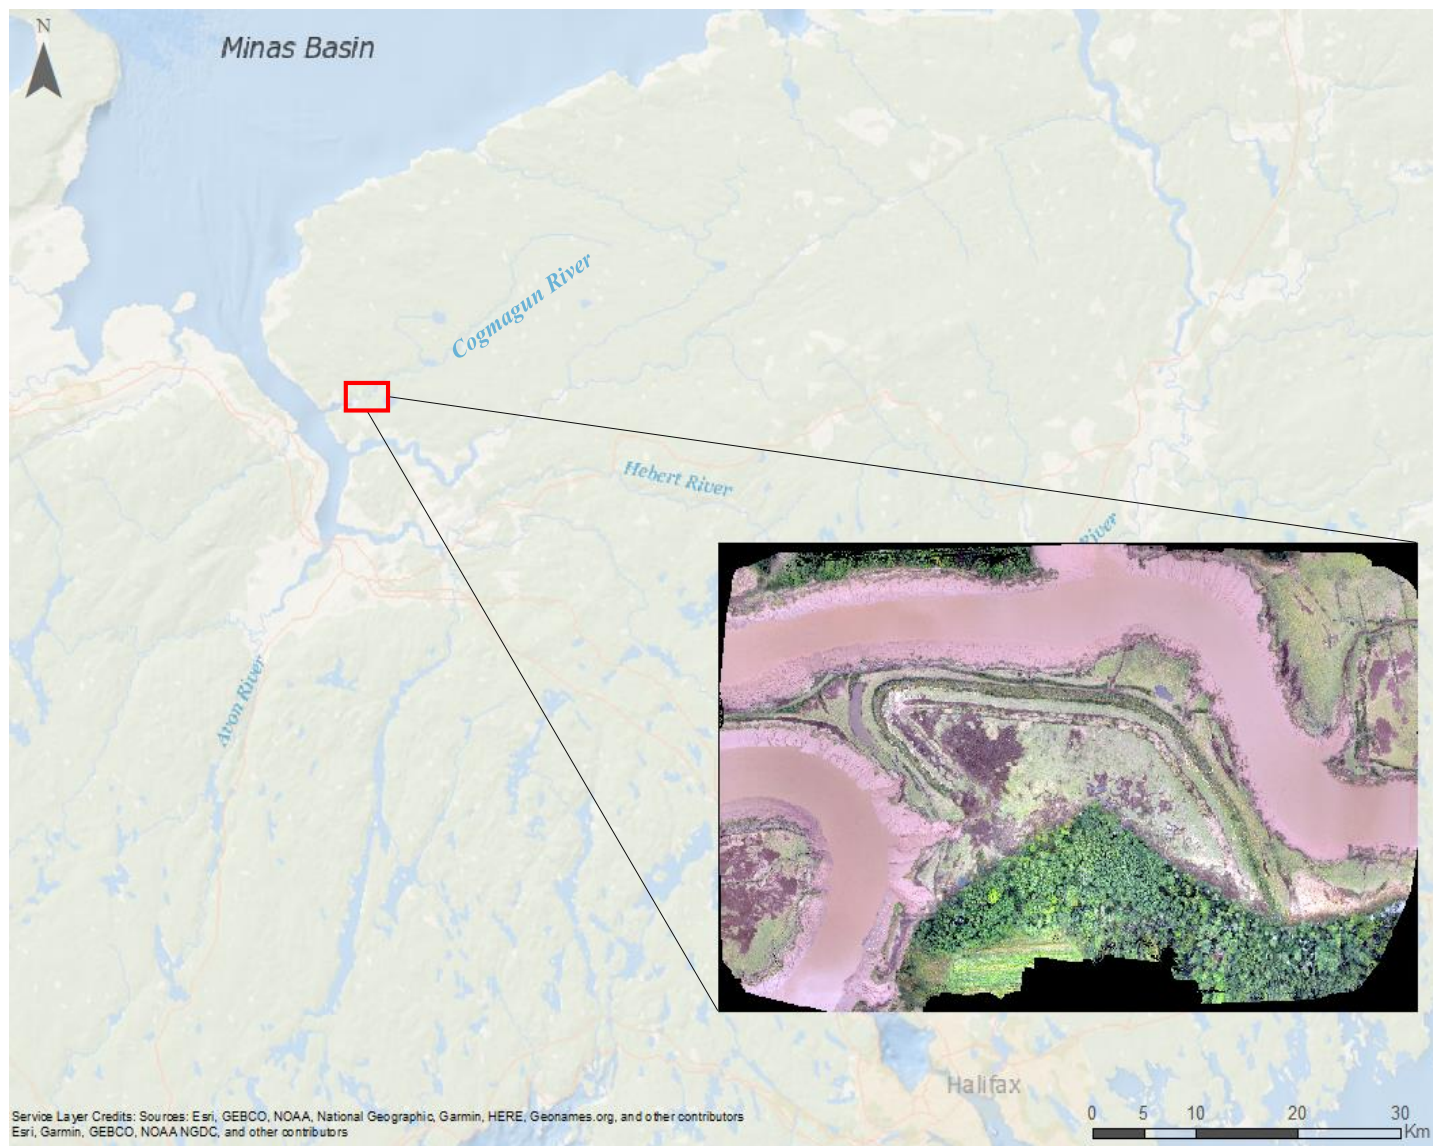 N
Minas Basin
Cogmagun River
Hebert River
River
Avon River
Halifax
0 5 10 20 30
Km
Service Layer Credits: Sources: Esri, GEBCO, NOAA, National Geographic, Garmin, HERE, Geonames.org, and other contributors
Esri, Garmin, GEBCO, NOAA NGDC, and other contributors